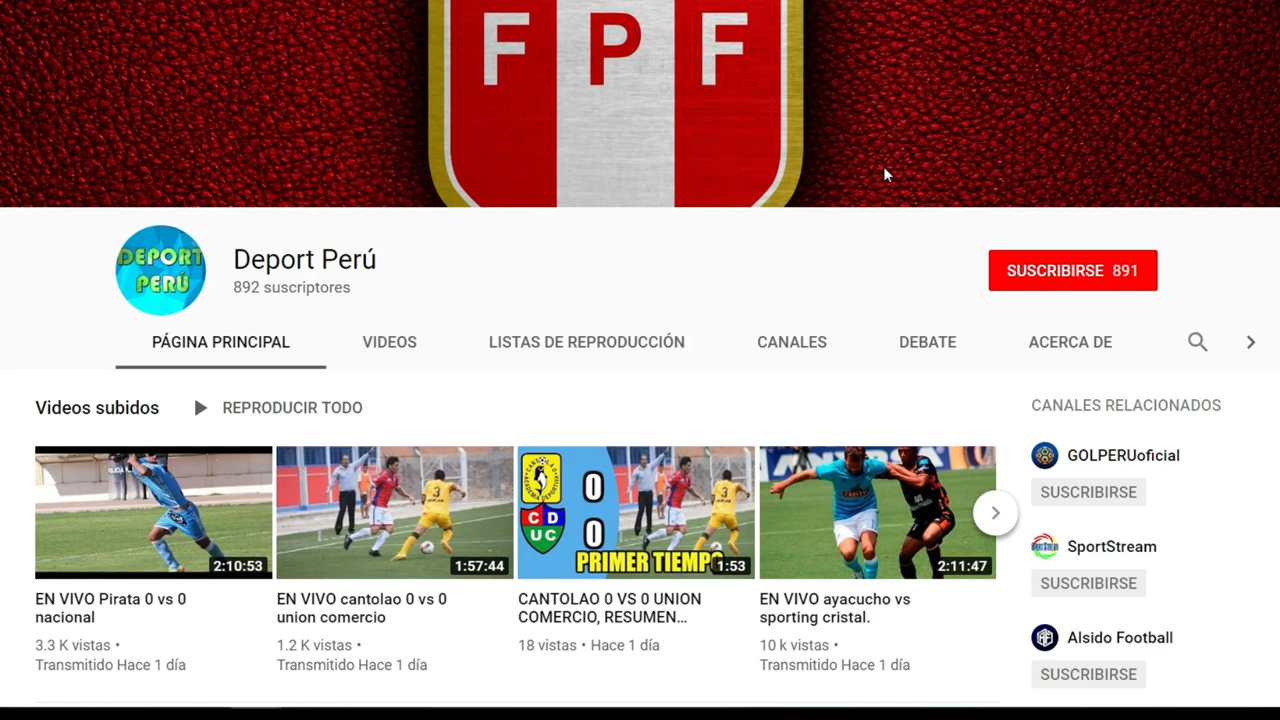 FPF
DEPORT
PERÚ
Deport Perú
892 suscriptores
SUSCRIBIRSE 891
PÁGINA PRINCIPAL
VIDEOS
LISTAS DE REPRODUCCIÓN
CANALES
DEBATE
ACERCA DE
Videos subidos
REPRODUCIR TODO
2:10:53
EN VIVO Pirata 0 vs 0
nacional
3.3 K vistas •
Transmitido Hace 1 día
1:57:44
EN VIVO cantolao 0 vs 0
union comercio
1.2 K vistas •
Transmitido Hace 1 día
0
CD
UC
0
PRIMER TIEMPO
1:53
CANTOLAO 0 VS 0 UNION
COMERCIO, RESUMEN...
18 vistas • Hace 1 día
2:11:47
EN VIVO ayacucho vs
sporting cristal.
10 k vistas •
Transmitido Hace 1 día
CANALES RELACIONADOS
GOLPERUoficial
SUSCRIBIRSE
SportStream
SUSCRIBIRSE
Alsido Football
SUSCRIBIRSE